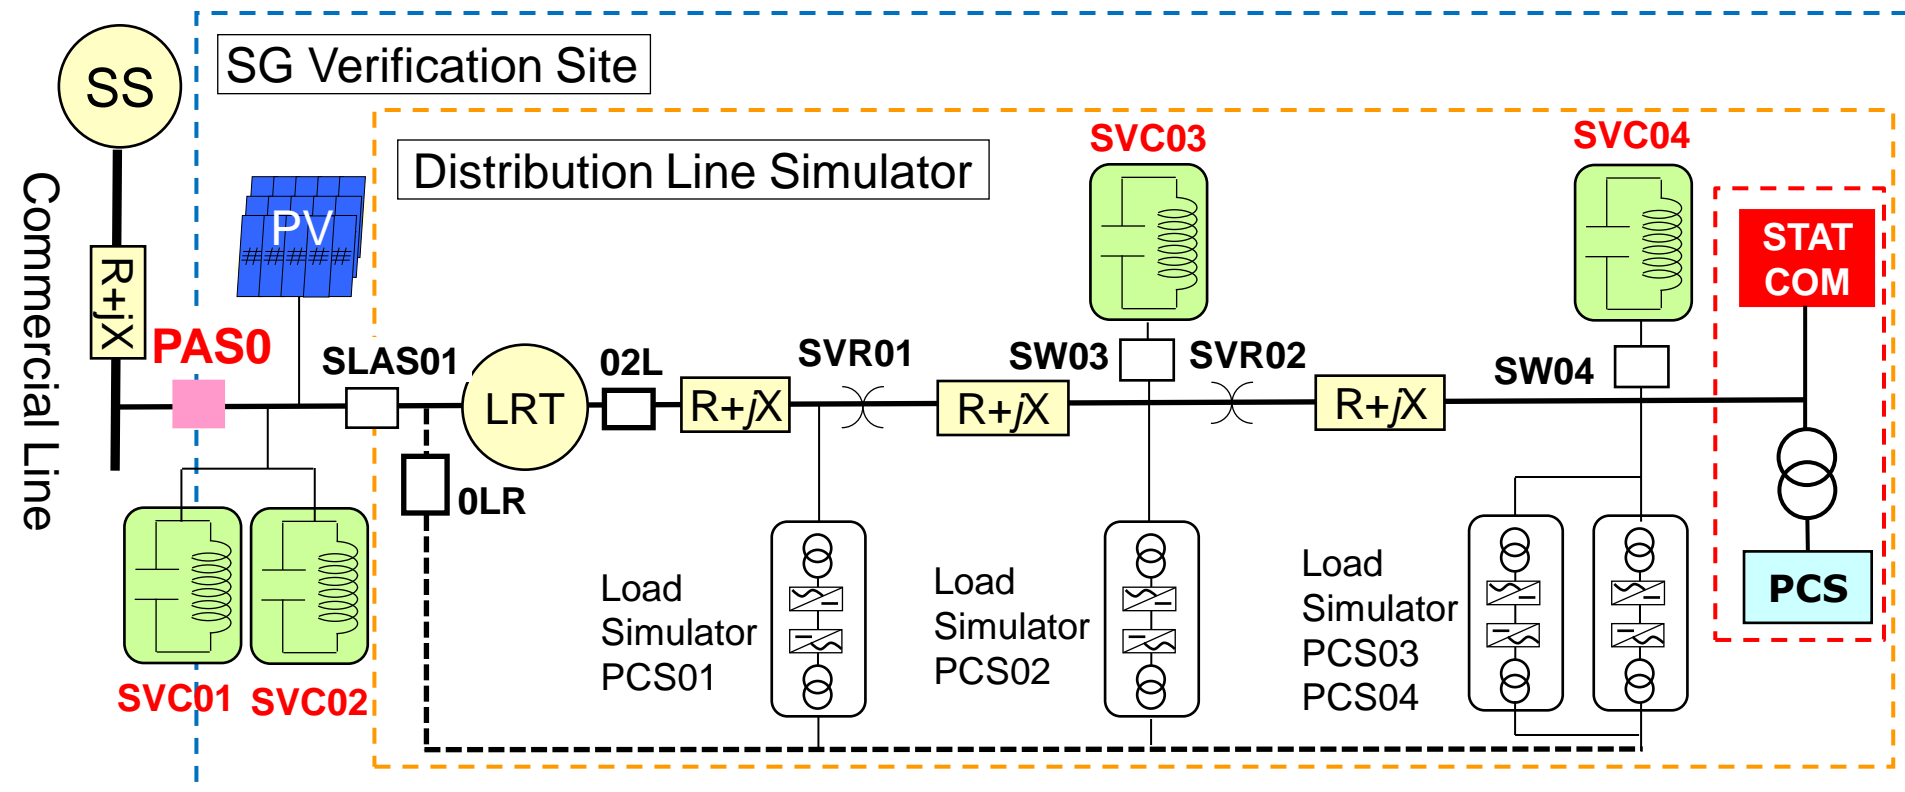 SG Verification Site
SS
Distribution Line Simulator
SVC03
SVC04
Commercial Line
PV
STAT
COM
R+jX
PAS0
SLAS01
02L
SVR01
SW03
SVR02
SW04
LRT
R+jX
R+jX
R+jX
0LR
Load
Simulator
PCS01
Load
Simulator
PCS02
Load
Simulator
PCS03
PCS04
PCS
SVC01
SVC02